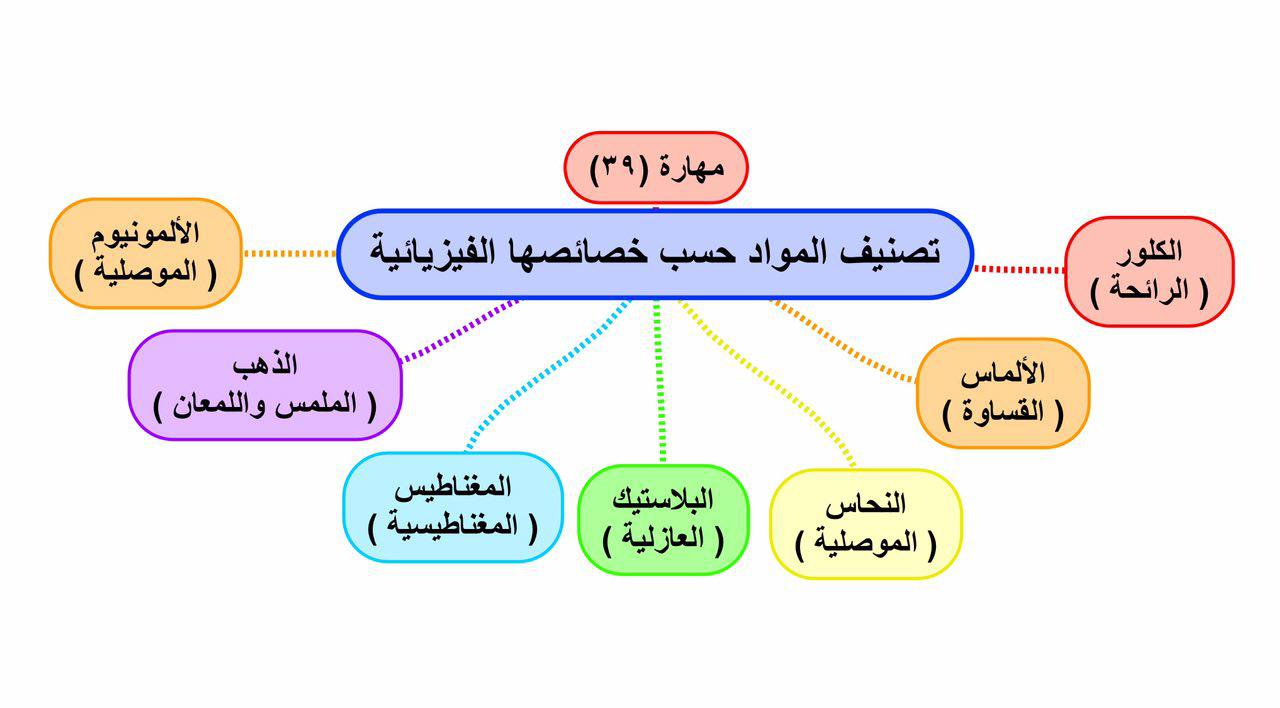 مهارة (٣٩)
تصنيف المواد حسب خصائصها الفيزيائية
الكلور
( الرائحة )
الألماس
( القساوة )
النحاس
( الموصلية )
البلاستيك
( العازلية )
المغناطيس
( المغناطيسية )
الذهب
( الملمس واللمعان )
الألمونيوم
( الموصلية )